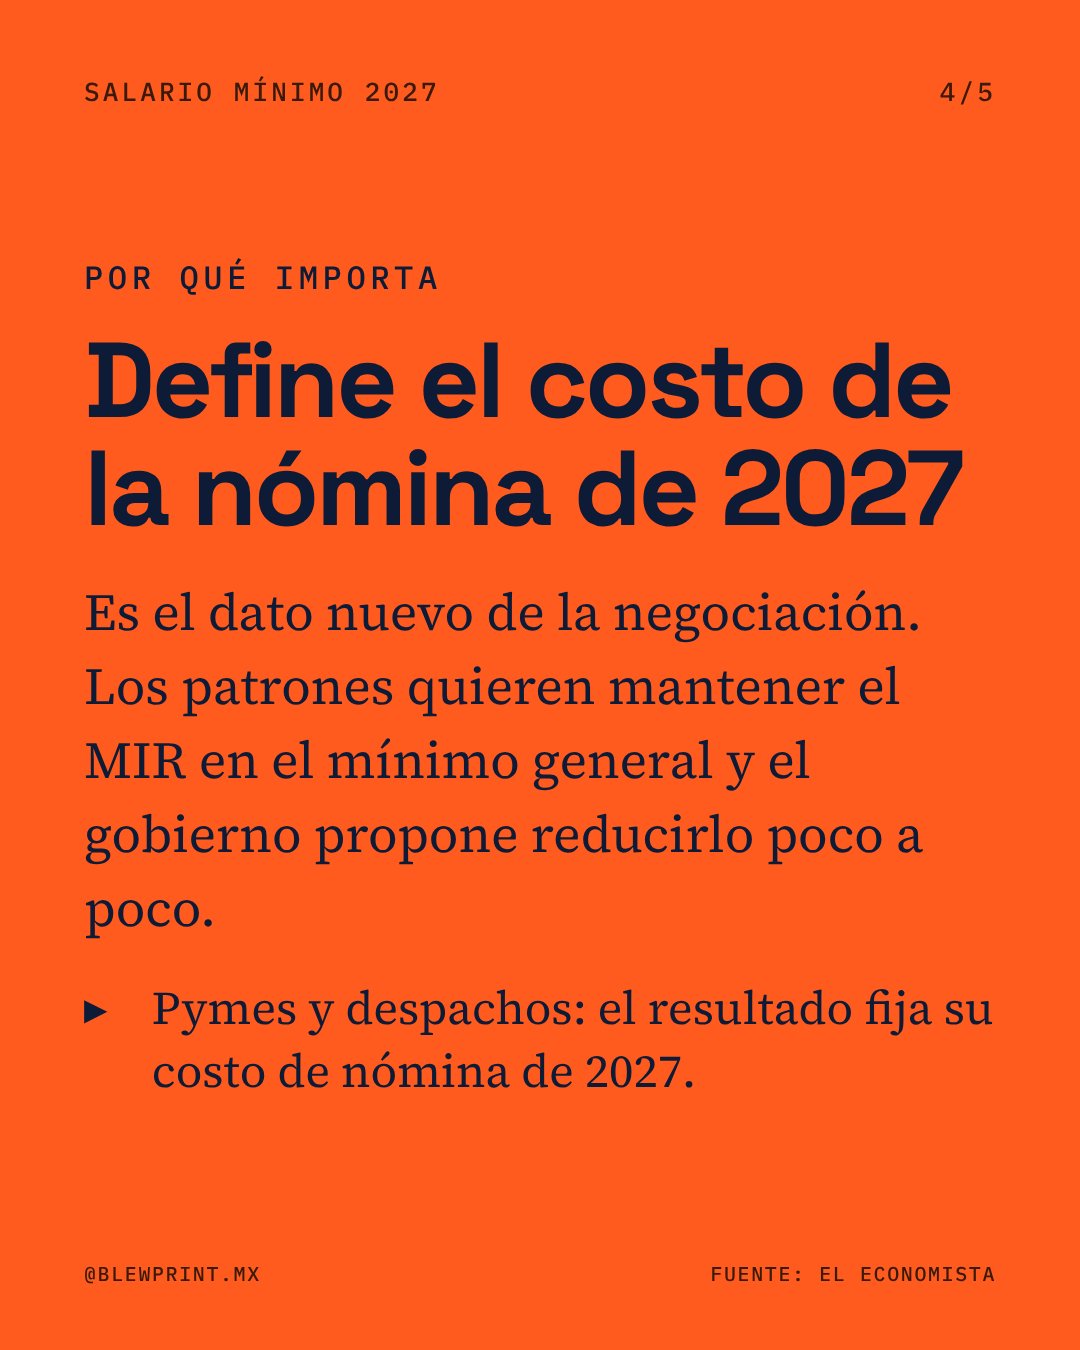 SALARIO MÍNIMO 2027
4/5
POR QUÉ IMPORTA
Define el costo de
la nómina de 2027
Es el dato nuevo de la negociación.
Los patrones quieren mantener el
MIR en el mínimo general y el
gobierno propone reducirlo poco a
poco.
▶ Pymes y despachos: el resultado fija su
costo de nómina de 2027.
@BLEWPRINT.MX
FUENTE: EL ECONOMISTA